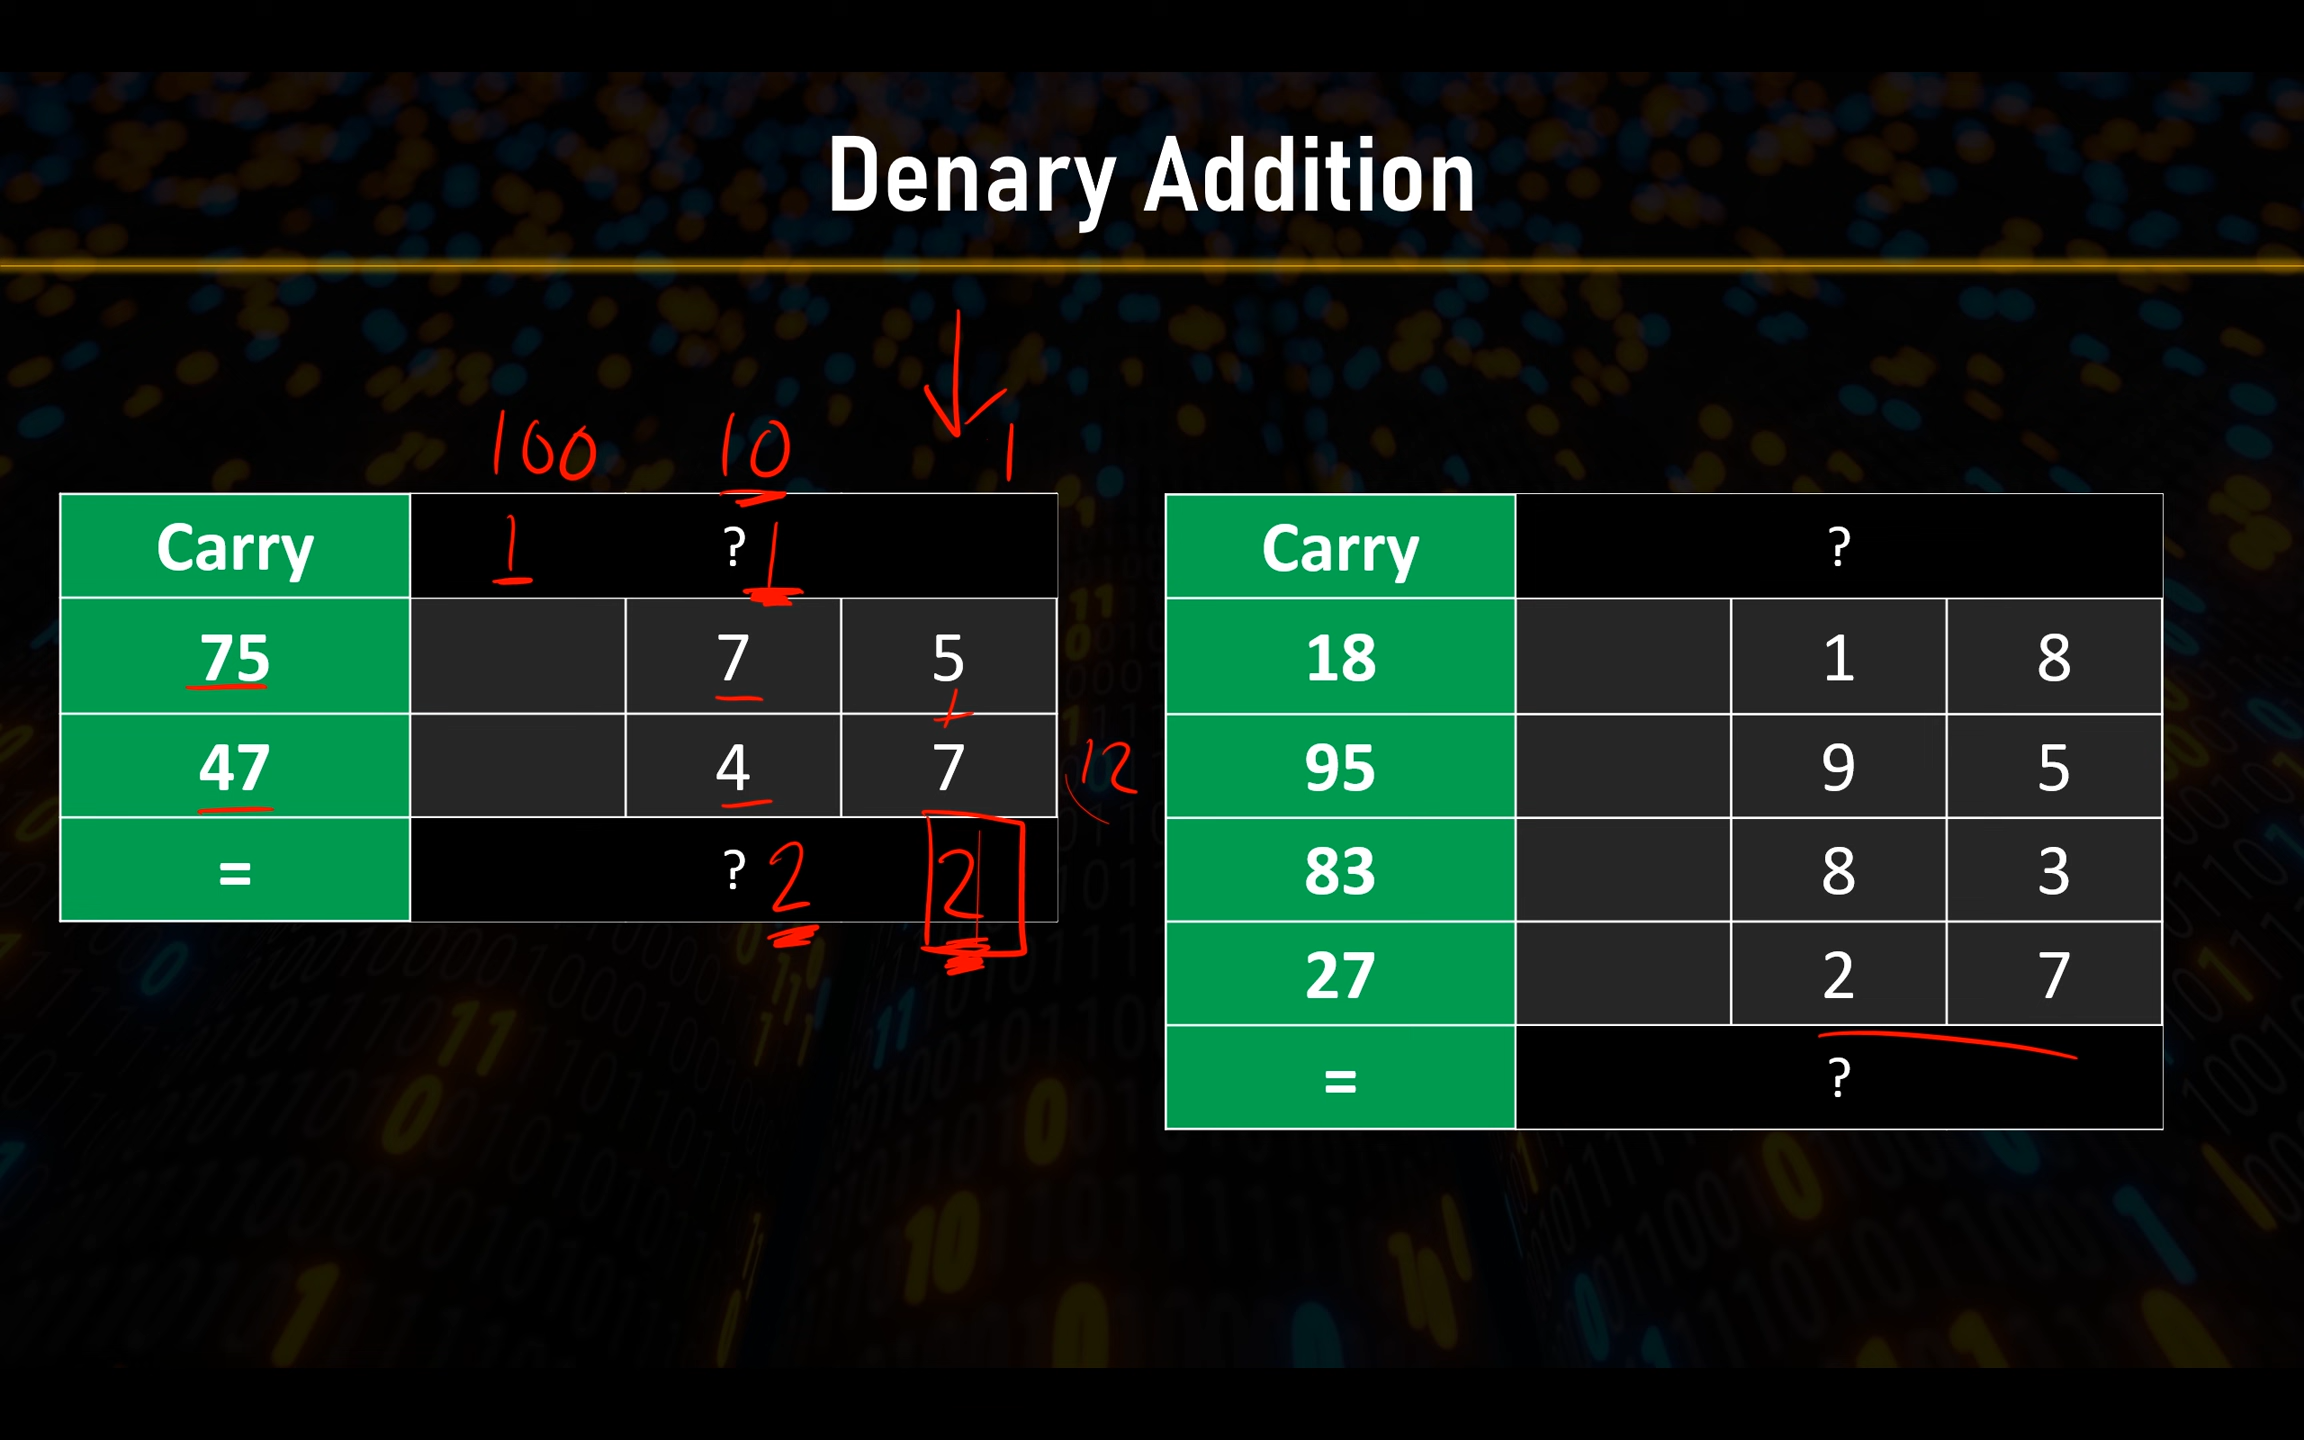 Denary Addition
100 10 1
Carry 1 ? 1
75 7 5
+
47 4 7 12
= ? 2 2
Carry ?
18 1 8
95 9 5
83 8 3
27 2 7
= ?